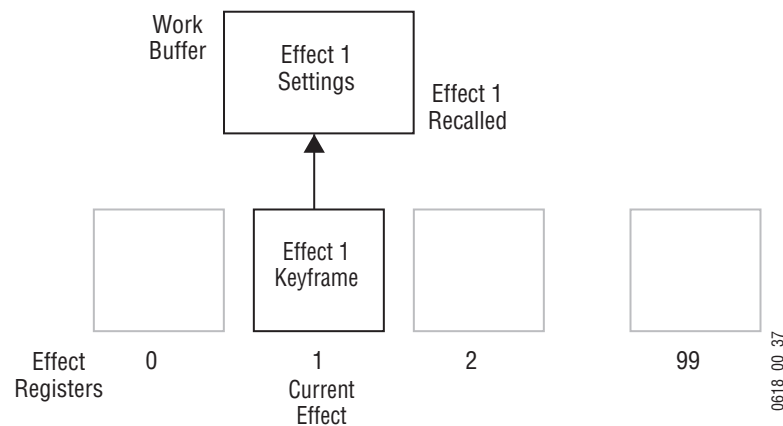 Work
Buffer
Effect 1
Settings
Effect 1
Recalled
Effect 1
Keyframe
Effect
Registers
0
1
2
99
Current
Effect
0618_00_37